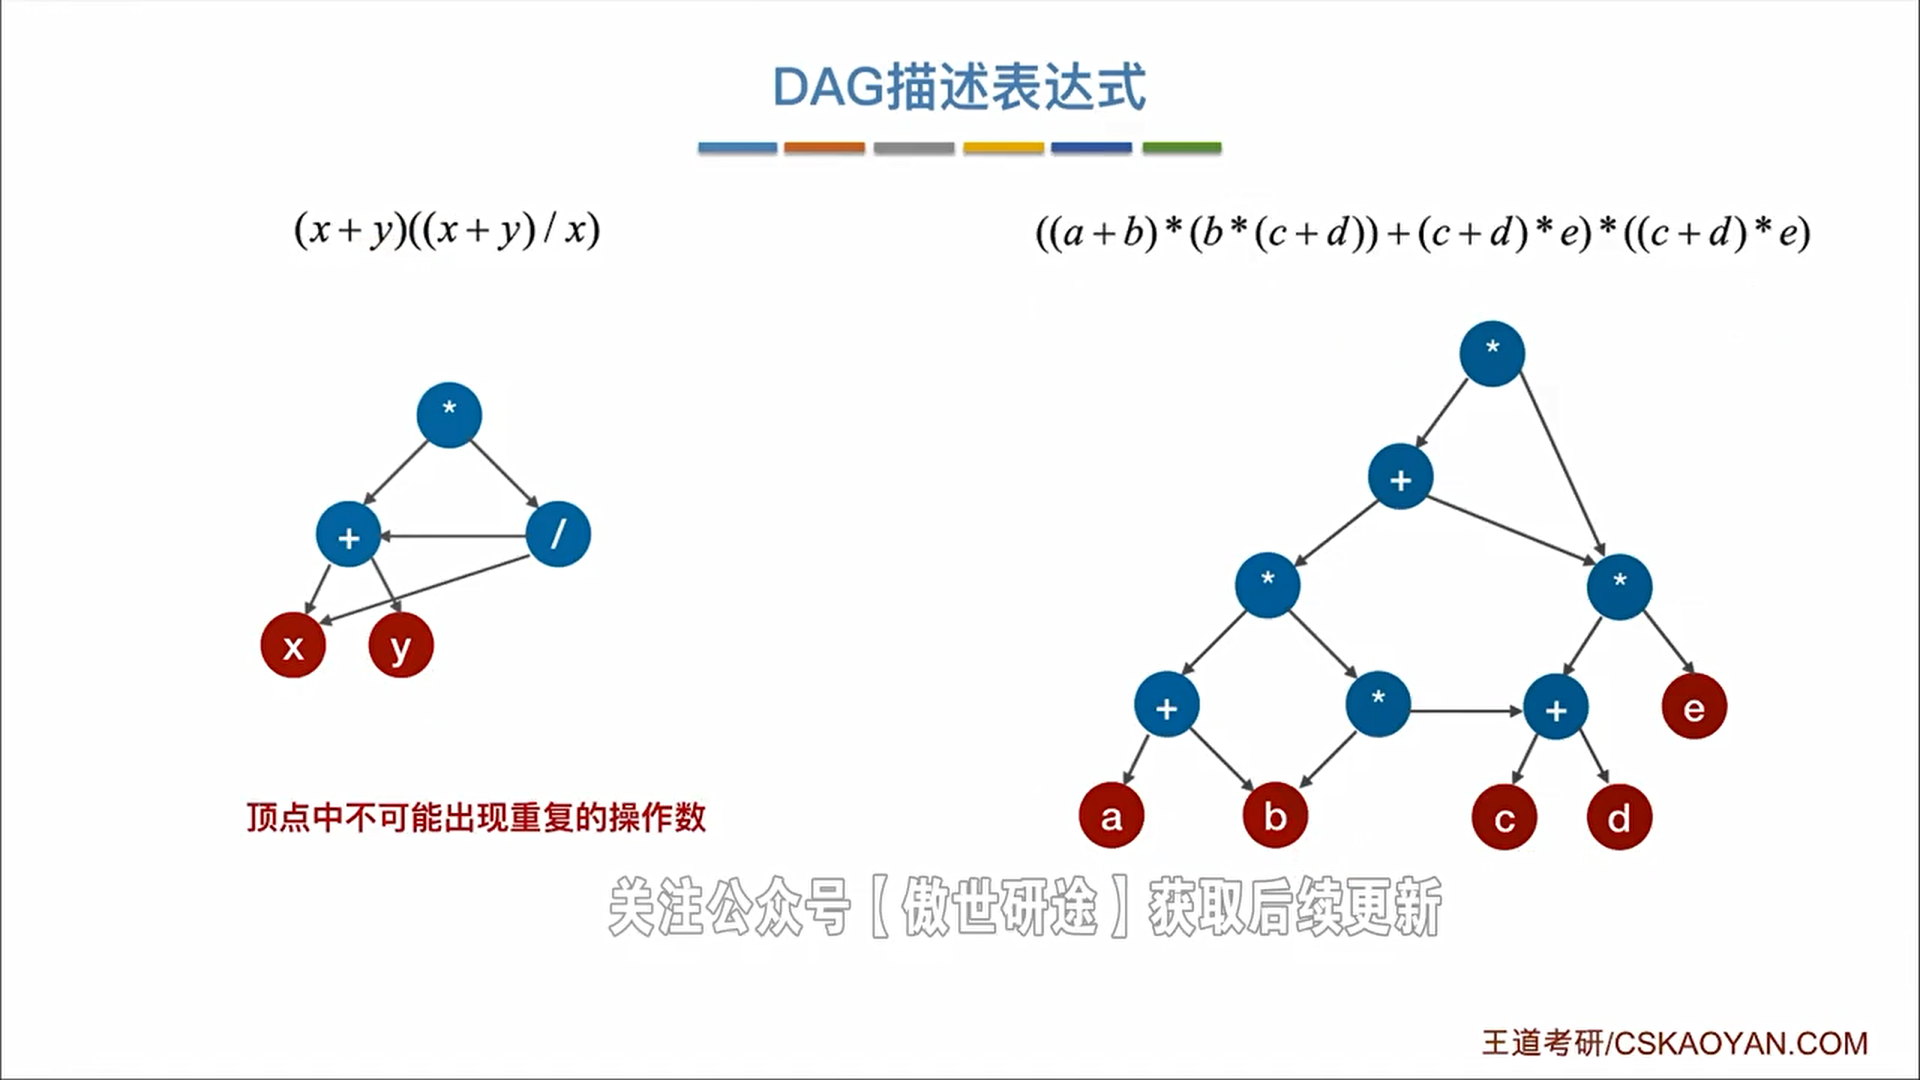 DAG描述表达式
(x+y)((x+y)/x)
((a+b)*(b*(c+d))+(c+d)*e)*((c+d)*e)
*
+
/
x
y
*
+
*
*
+
*
+
e
a
b
c
d
顶点中不可能出现重复的操作数
关注公众号【傲世研途】获取后续更新
王道考研/CSKAOYAN.COM